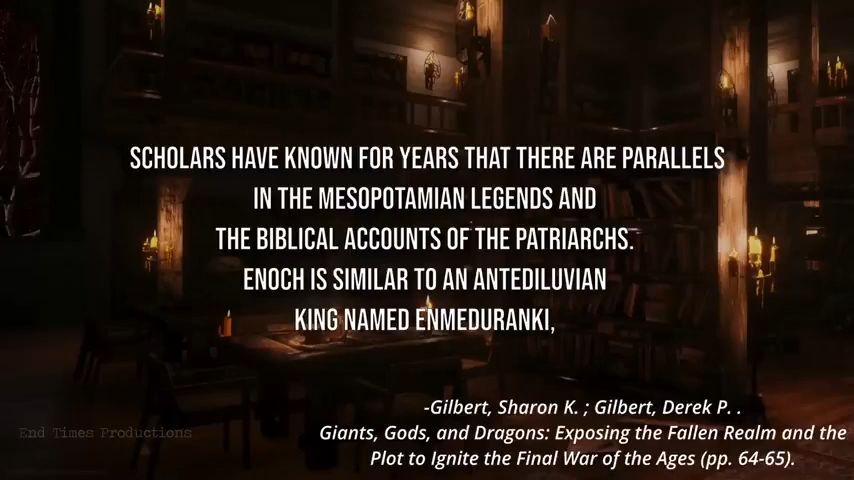 SCHOLARS HAVE KNOWN FOR YEARS THAT THERE ARE PARALLELS
IN THE MESOPOTAMIAN LEGENDS AND
THE BIBLICAL ACCOUNTS OF THE PATRIARCHS.
ENOCH IS SIMILAR TO AN ANTEDILUVIAN
KING NAMED ENMEDURANKI,
-Gilbert, Sharon K. ; Gilbert, Derek P. .
Giants, Gods, and Dragons: Exposing the Fallen Realm and the
Plot to Ignite the Final War of the Ages (pp. 64-65).
End Times Productions